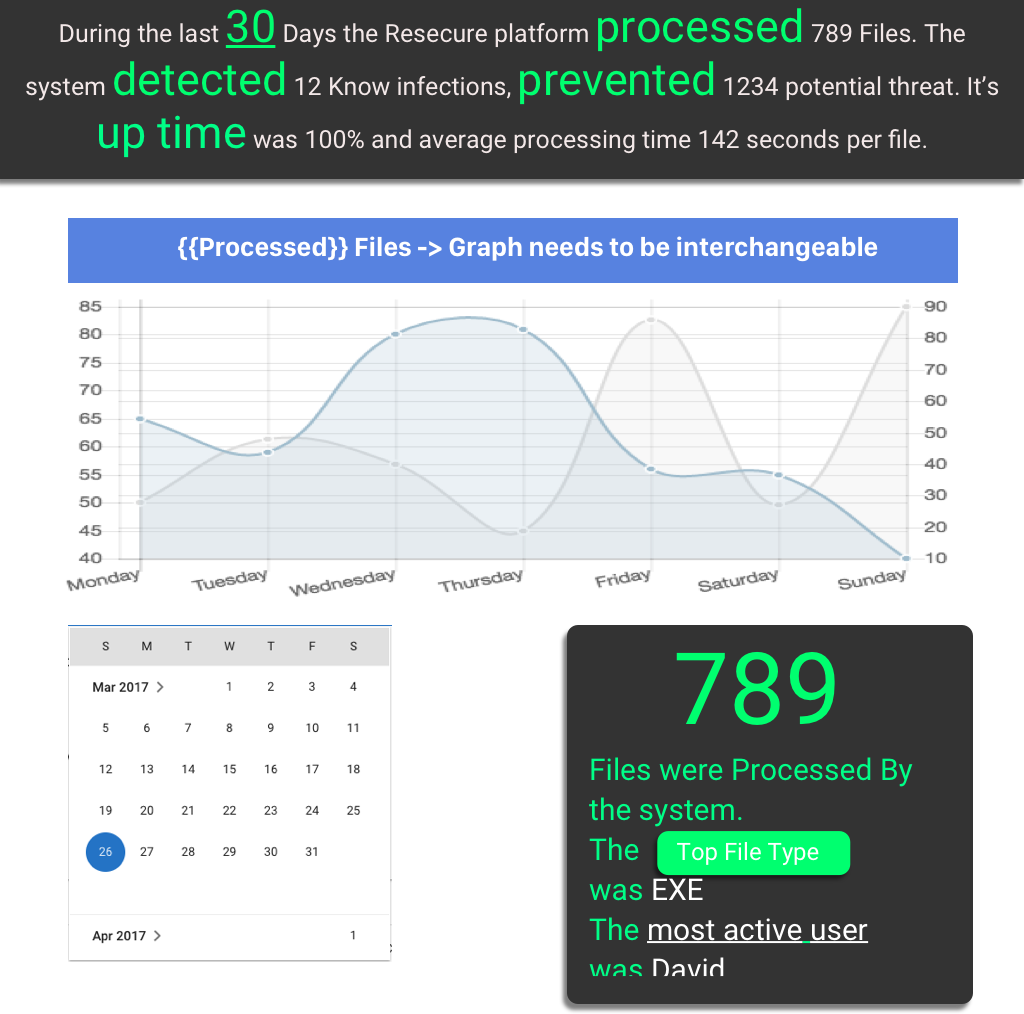 During the last 30 Days the Resecure platform processed 789 Files. The
system detected 12 Know infections, prevented 1234 potential threat. It’s
up time was 100% and average processing time 142 seconds per file.
{{Processed}} Files -> Graph needs to be interchangeable
85 90
80 80
75 70
70 60
65 50
60 40
55 30
50 20
45 10
40
Monday Tuesday Wednesday Thursday Friday Saturday Sunday
S M T W T F S
Mar 2017 > 1 2 3 4
5 6 7 8 9 10 11
12 13 14 15 16 17 18
19 20 21 22 23 24 25
26 27 28 29 30 31
Apr 2017 > 1
789
Files were Processed By
the system.
The Top File Type
was EXE
The most active user
was David